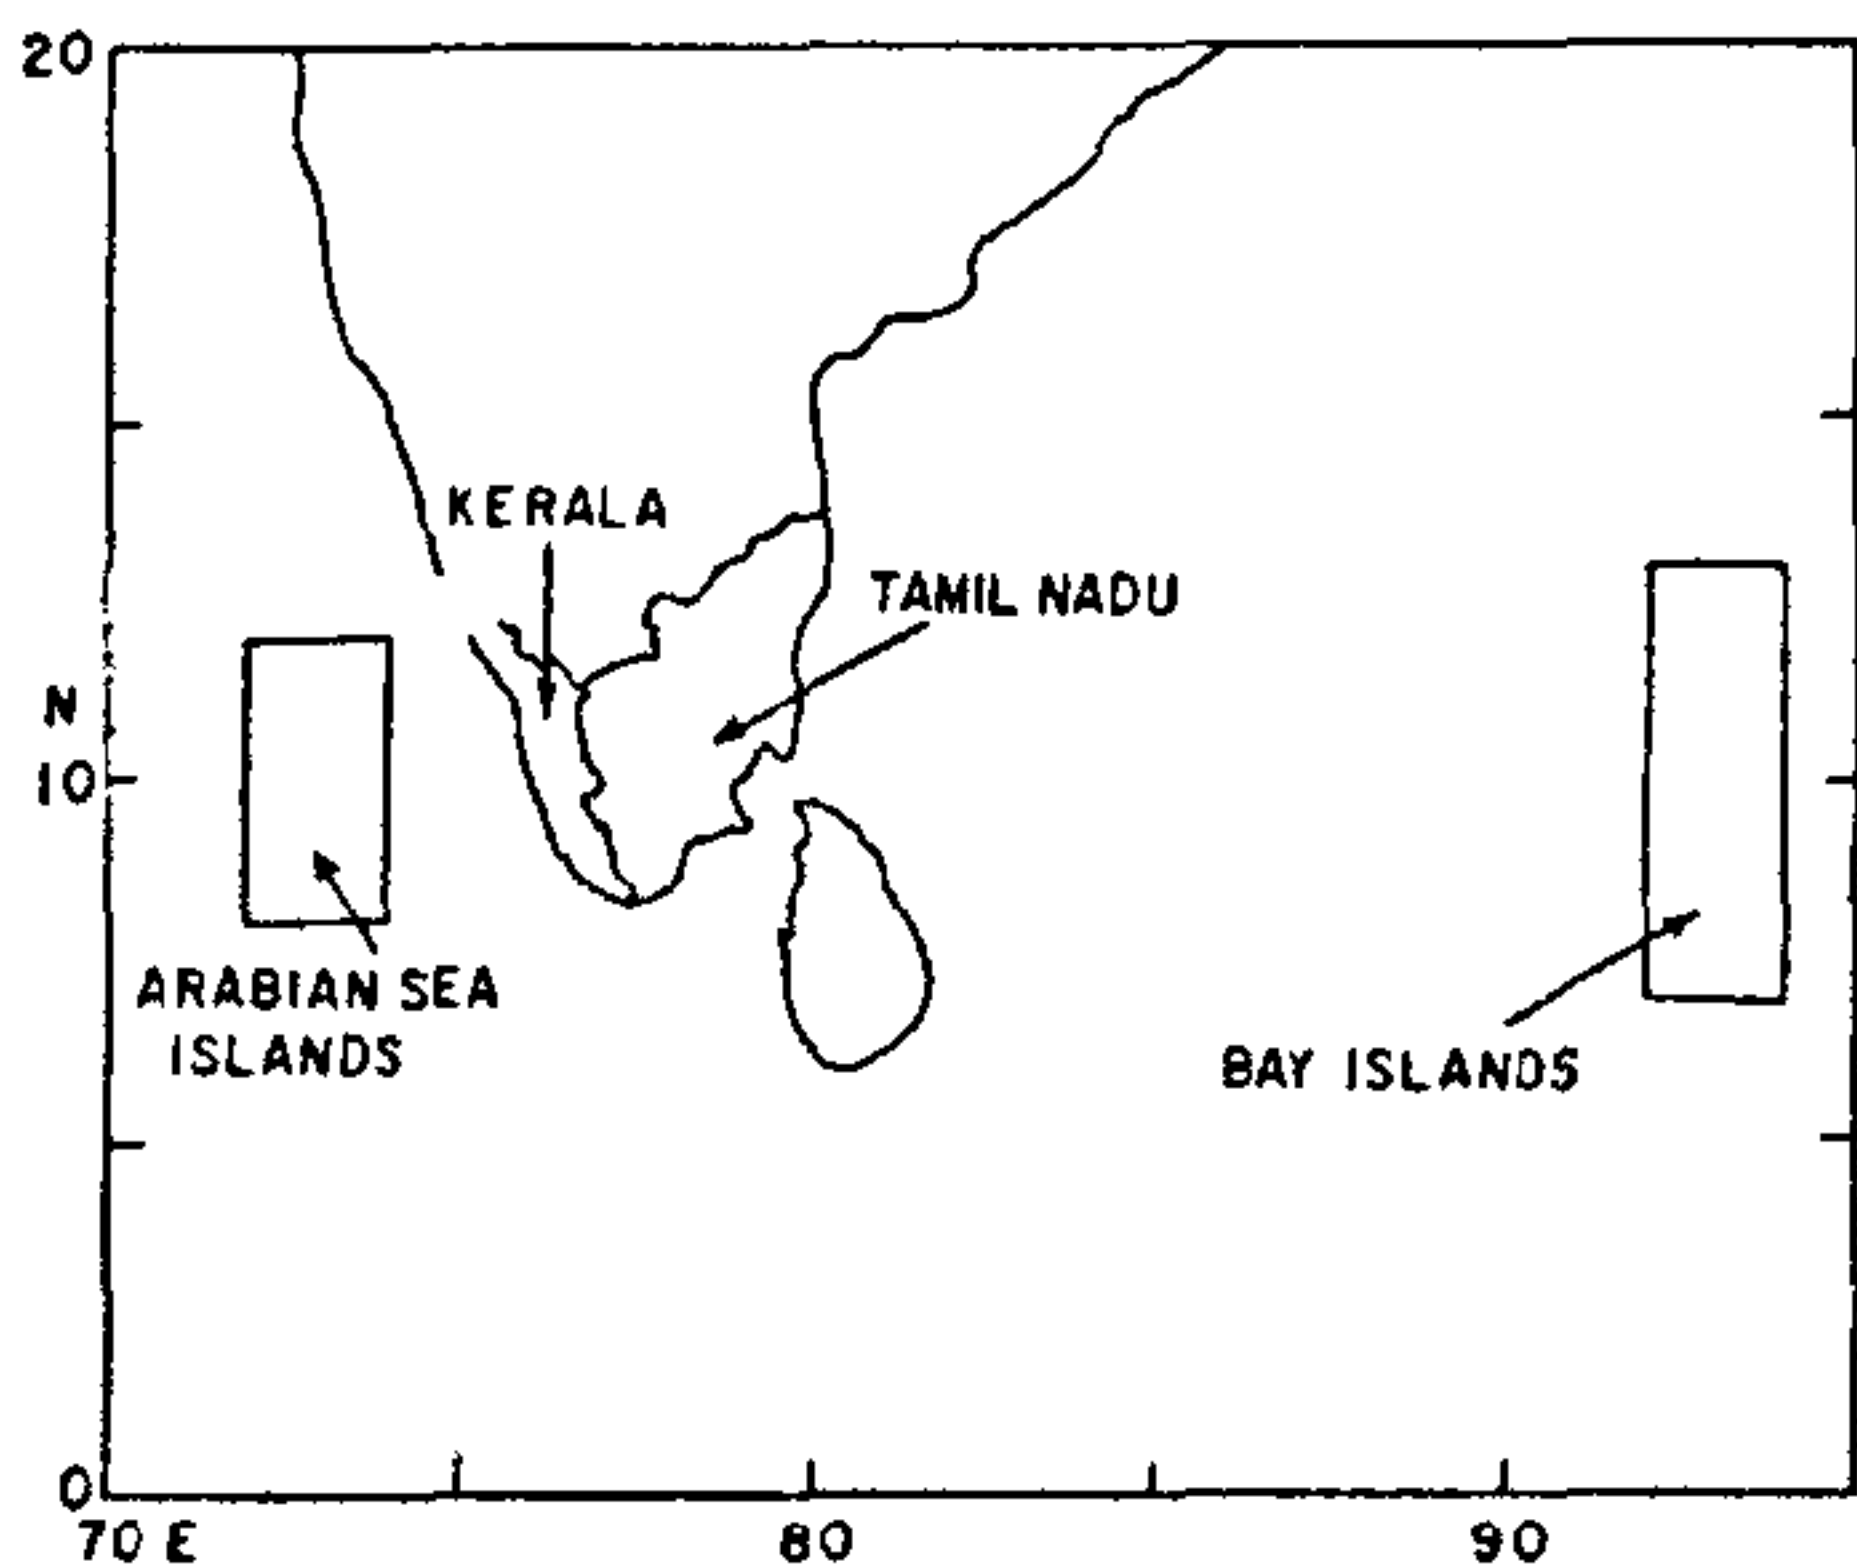 20
KERALA
TAMIL NADU
N
10
ARABIAN SEA
ISLANDS
BAY ISLANDS
0
70 E
80
90